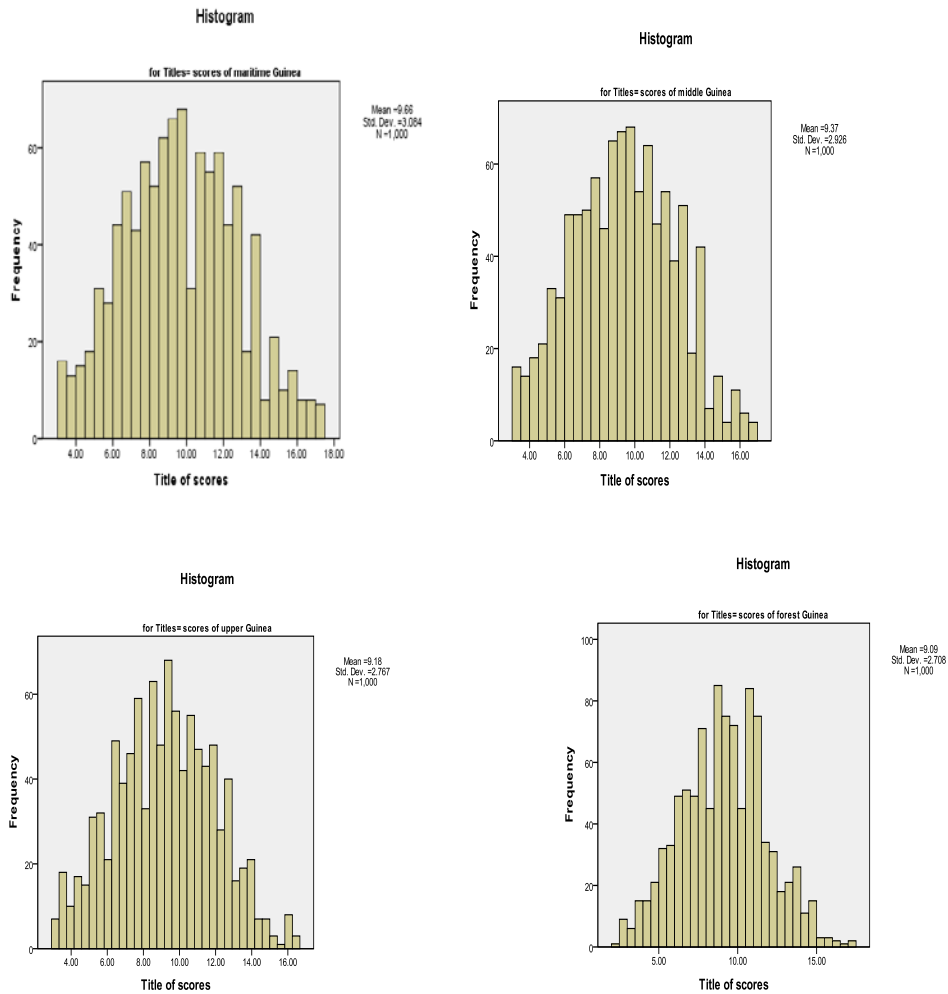 Histogram
for Titles= scores of maritime Guinea
Mean =9.66
Std. Dev. =3.084
N =1,000
Frequency
60
40
20
0
4.00 6.00 8.00 10.00 12.00 14.00 16.00 18.00
Title of scores
Histogram
for Titles= scores of middle Guinea
Mean =9.37
Std. Dev. =2.926
N =1,000
Frequency
60
40
20
0
4.00 6.00 8.00 10.00 12.00 14.00 16.00
Title of scores
Histogram
for Titles= scores of upper Guinea
Mean =9.18
Std. Dev. =2.767
N =1,000
Frequency
60
40
20
0
4.00 6.00 8.00 10.00 12.00 14.00 16.00
Title of scores
Histogram
for Titles= scores of forest Guinea
Mean =9.09
Std. Dev. =2.708
N =1,000
Frequency
100
80
60
40
20
0
5.00 10.00 15.00
Title of scores